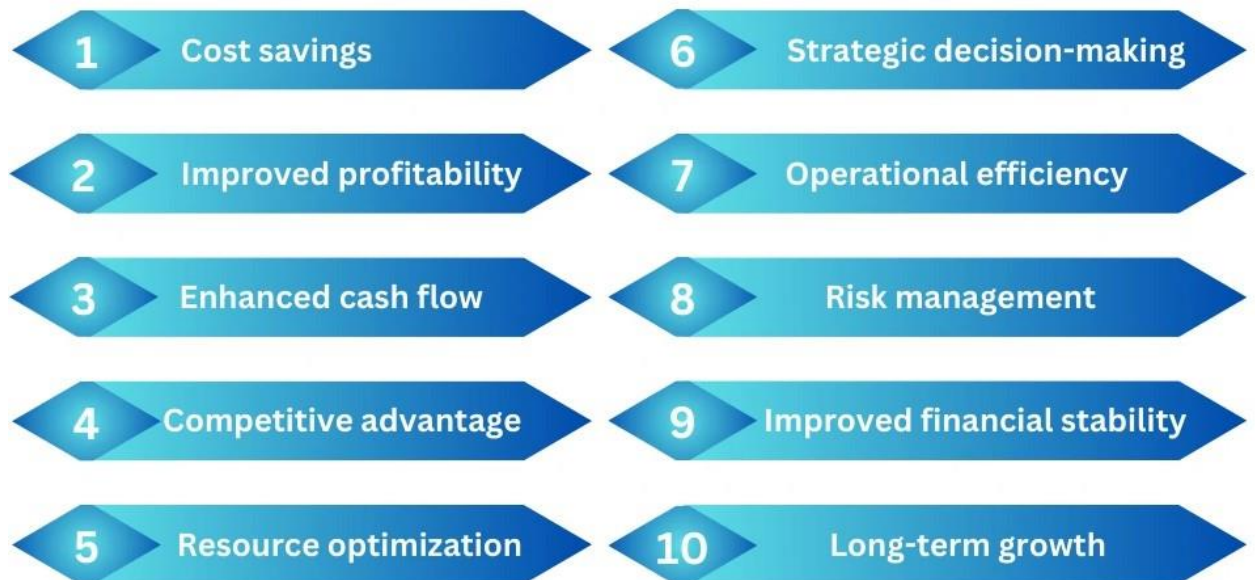 1 Cost savings
2 Improved profitability
3 Enhanced cash flow
4 Competitive advantage
5 Resource optimization
6 Strategic decision-making
7 Operational efficiency
8 Risk management
9 Improved financial stability
10 Long-term growth